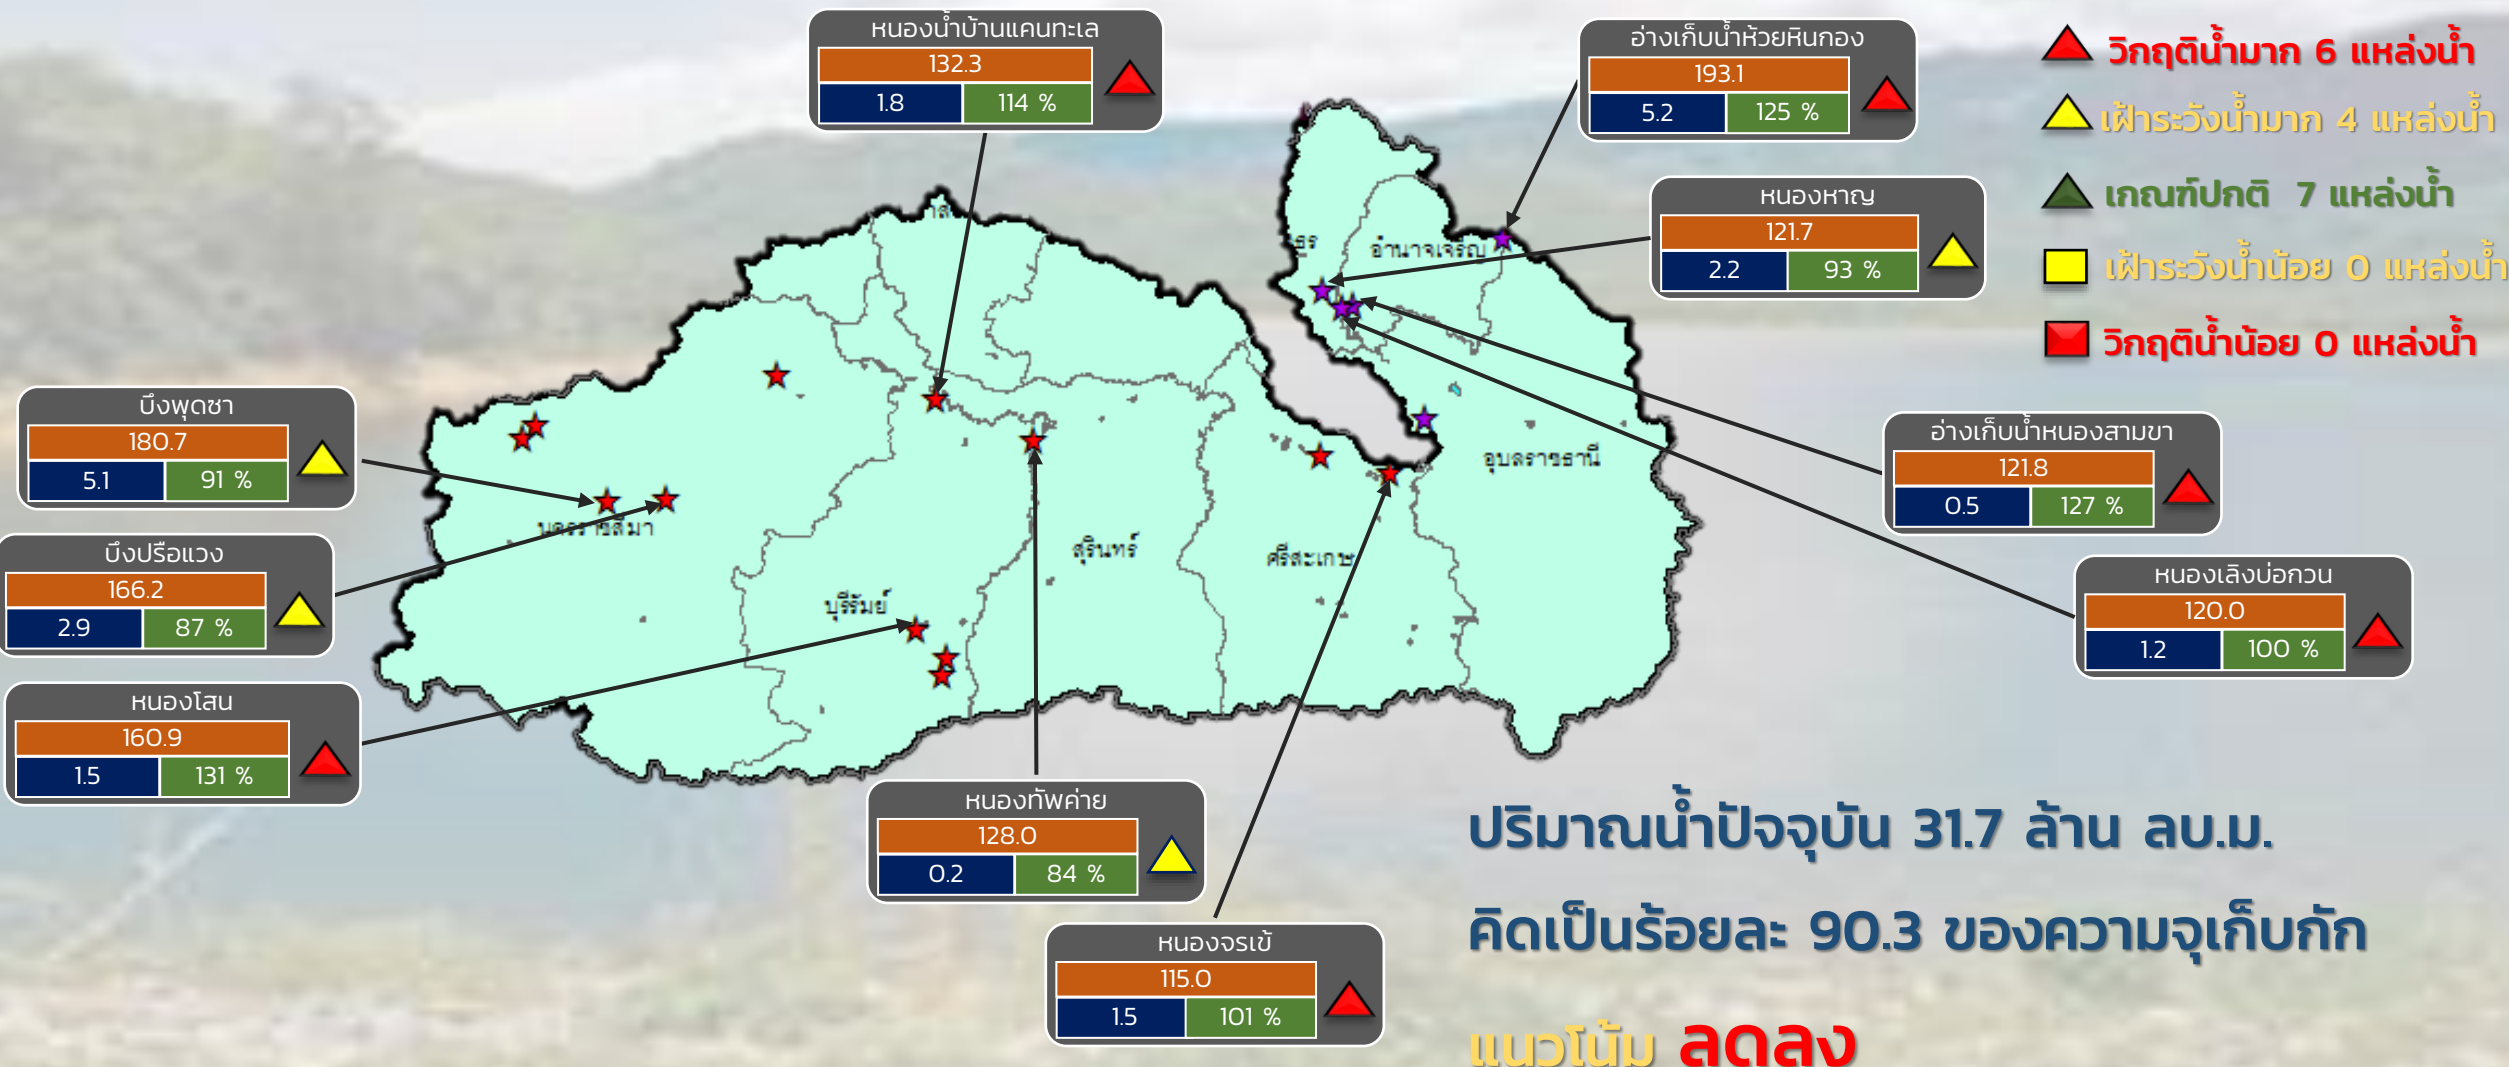 หนองน้ำบ้านแคนทะเล
132.3
1.8 114 %
อ่างเก็บน้ำห้วยหินกอง
193.1
5.2 125 %
วิกฤติน้ำมาก 6 แหล่งน้ำ
เฝ้าระวังน้ำมาก 4 แหล่งน้ำ
เกณฑ์ปกติ 7 แหล่งน้ำ
เฝ้าระวังน้ำน้อย 0 แหล่งน้ำ
วิกฤติน้ำน้อย 0 แหล่งน้ำ
หนองหาญ
121.7
2.2 93 %
อำนาจเจริญ
บึงพุดซา
180.7
5.1 91 %
อ่างเก็บน้ำหนองสามขา
121.8
0.5 127 %
อุบลราชธานี
นครราชสีมา
สุรินทร์
ศรีสะเกษ
บุรีรัมย์
บึงปรือแวง
166.2
2.9 87 %
หนองเลิงบ่อกวน
120.0
1.2 100 %
หนองโสน
160.9
1.5 131 %
หนองทัพค่าย
128.0
0.2 84 %
หนองจรเข้
115.0
1.5 101 %
ปริมาณน้ำปัจจุบัน 31.7 ล้าน ลบ.ม.
คิดเป็นร้อยละ 90.3 ของความจุเก็บกัก
แนวโน้ม ลดลง